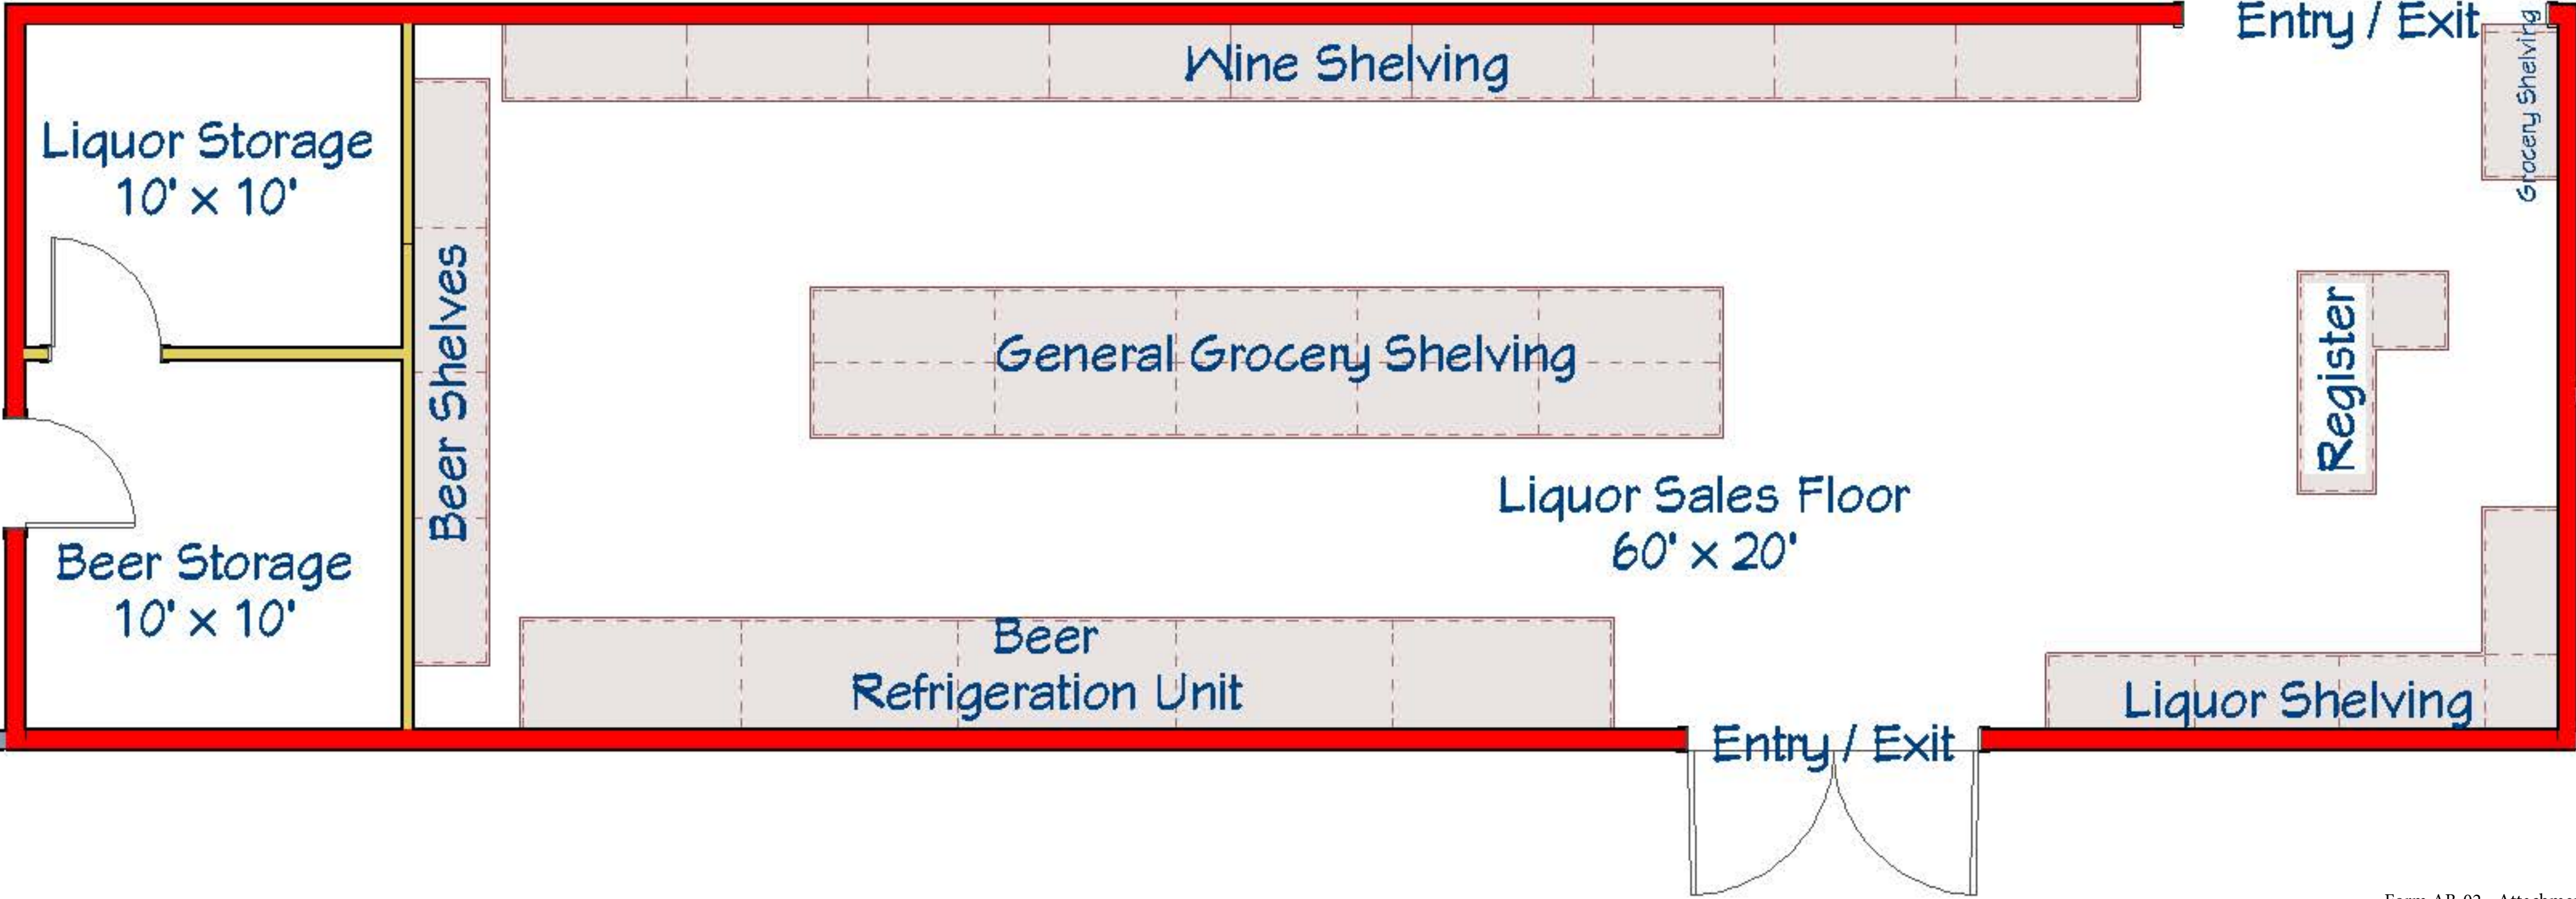 Entry / Exit
Wine Shelving
Grocery Shelving
Liquor Storage
10' x 10'
Beer Shelves
General Grocery Shelving
Register
Liquor Sales Floor
60' x 20'
Beer Storage
10' x 10'
Beer
Refrigeration Unit
Liquor Shelving
Entry / Exit